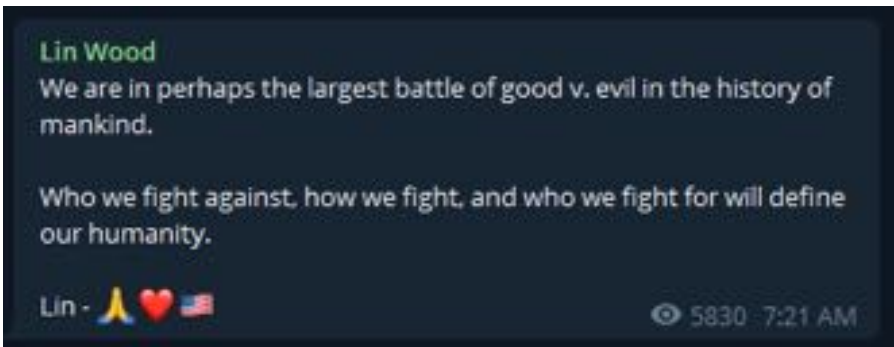 Lin Wood
We are in perhaps the largest battle of good v. evil in the history of
mankind.
Who we fight against, how we fight, and who we fight for will define
our humanity.
Lin - 🙏❤️🇺🇸
5830 7:21 AM